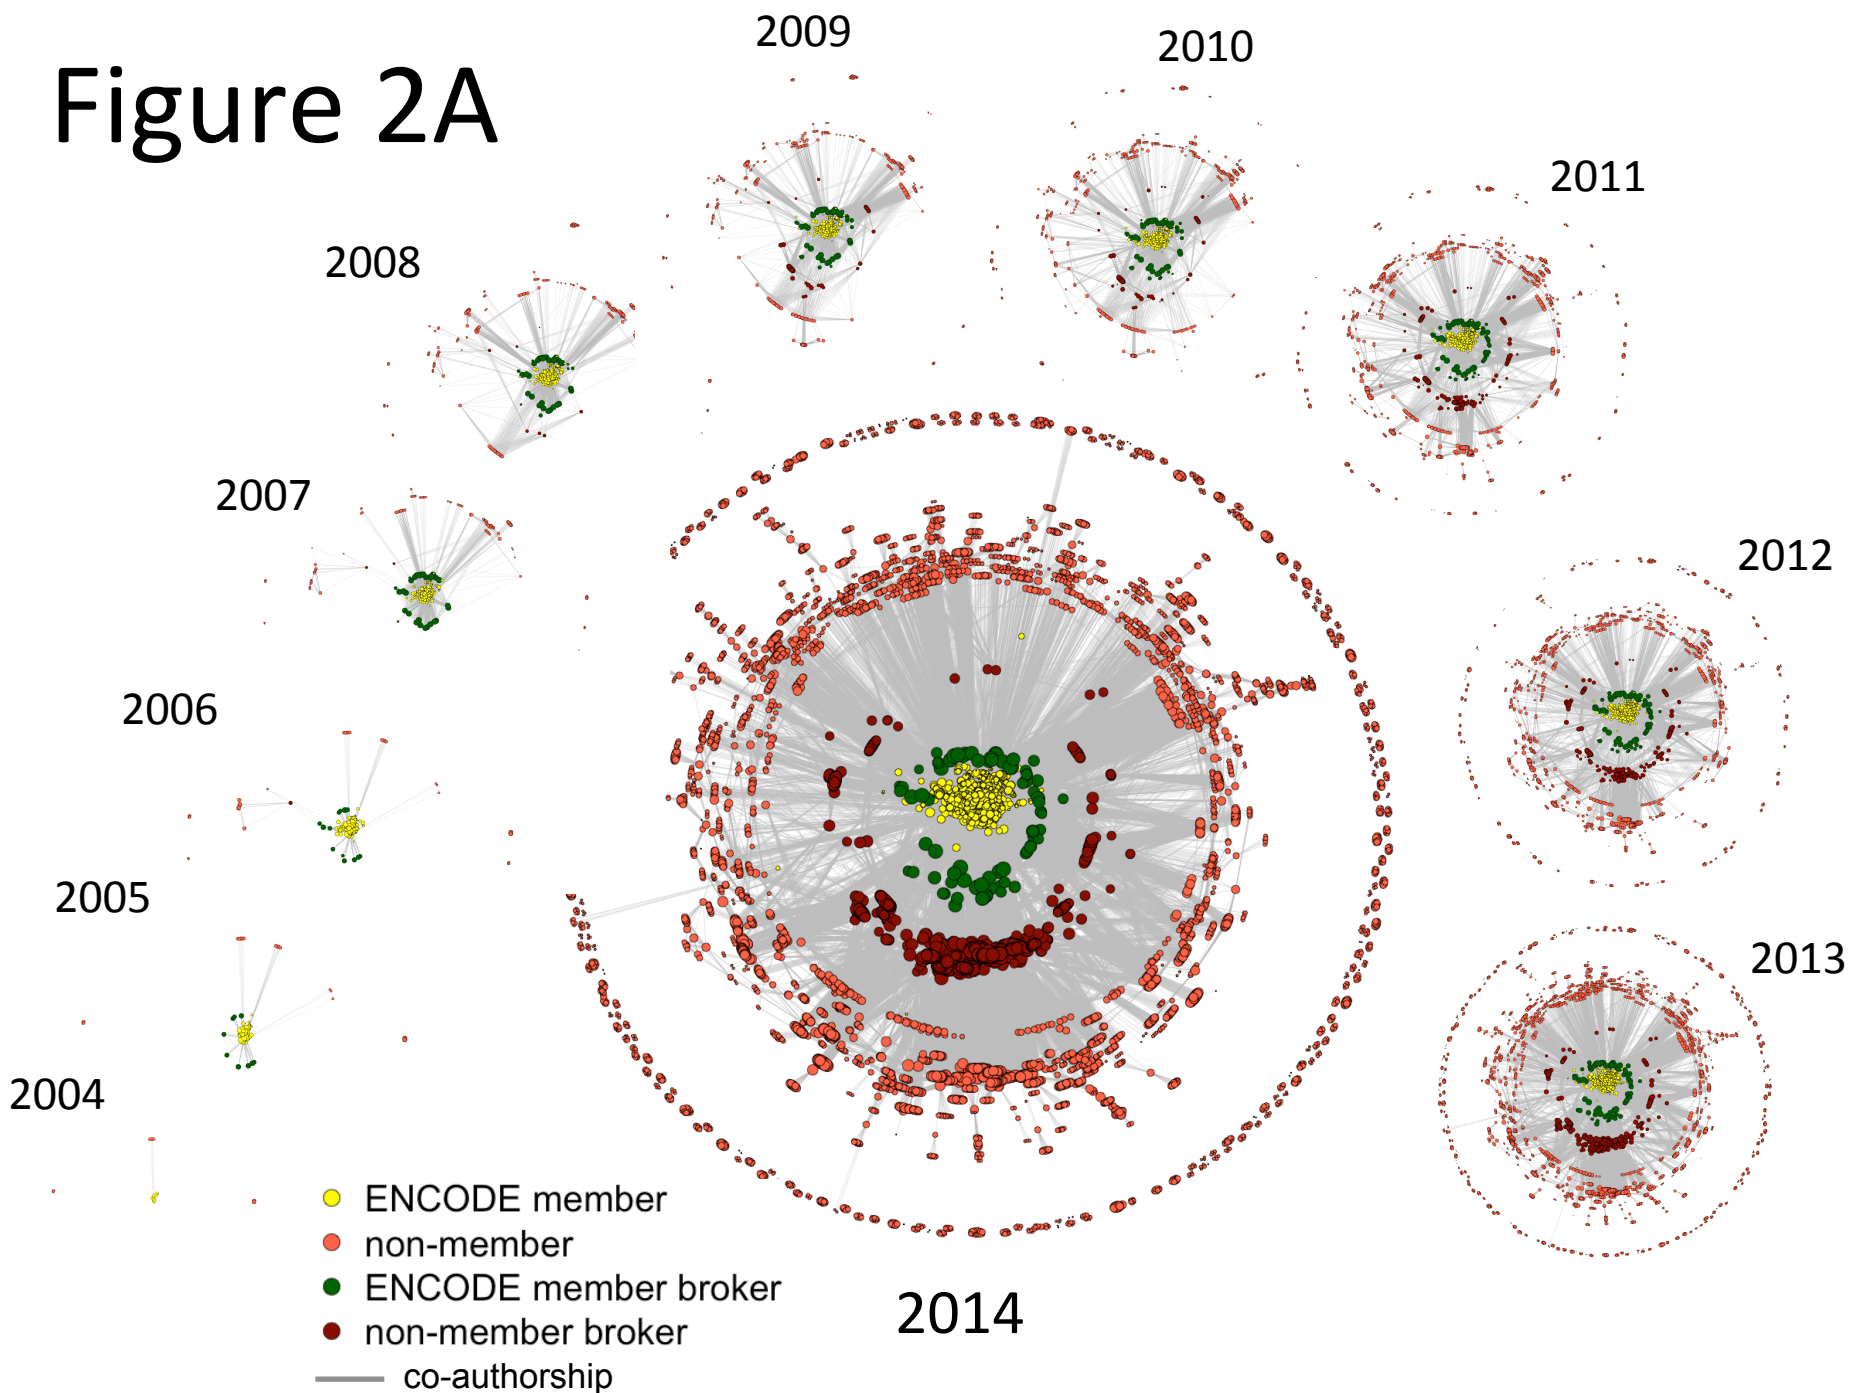 Figure 2A
2009
2010
2011
2008
2007
2012
2006
2005
2013
2004
ENCODE member
non-member
ENCODE member broker
non-member broker
co-authorship
2014